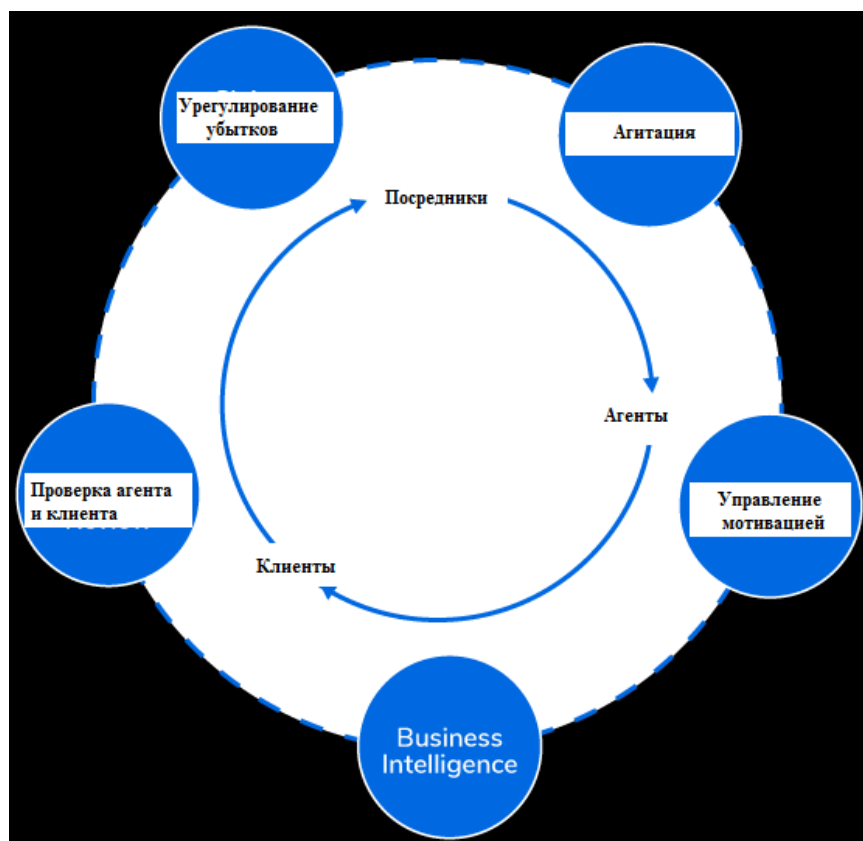 Урегулирование
убытков
Агитация
Посредники
Агенты
Проверка агента
и клиента
Управление
мотивацией
Клиенты
Business
Intelligence